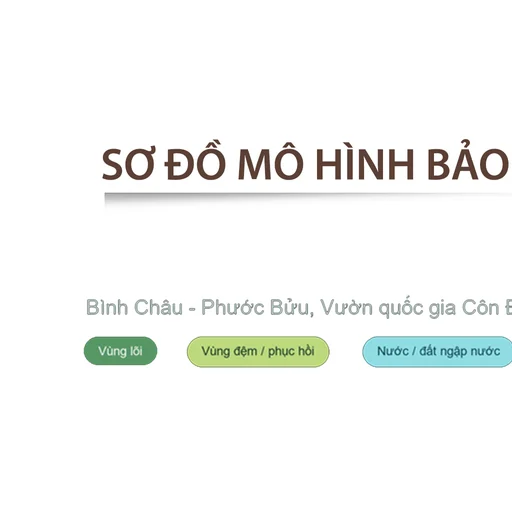 SƠ ĐỒ MÔ HÌNH BẢO
Bình Châu - Phước Bửu, Vườn quốc gia Côn
Vùng lõi
Vùng đệm / phục hồi
Nước / đất ngập nước